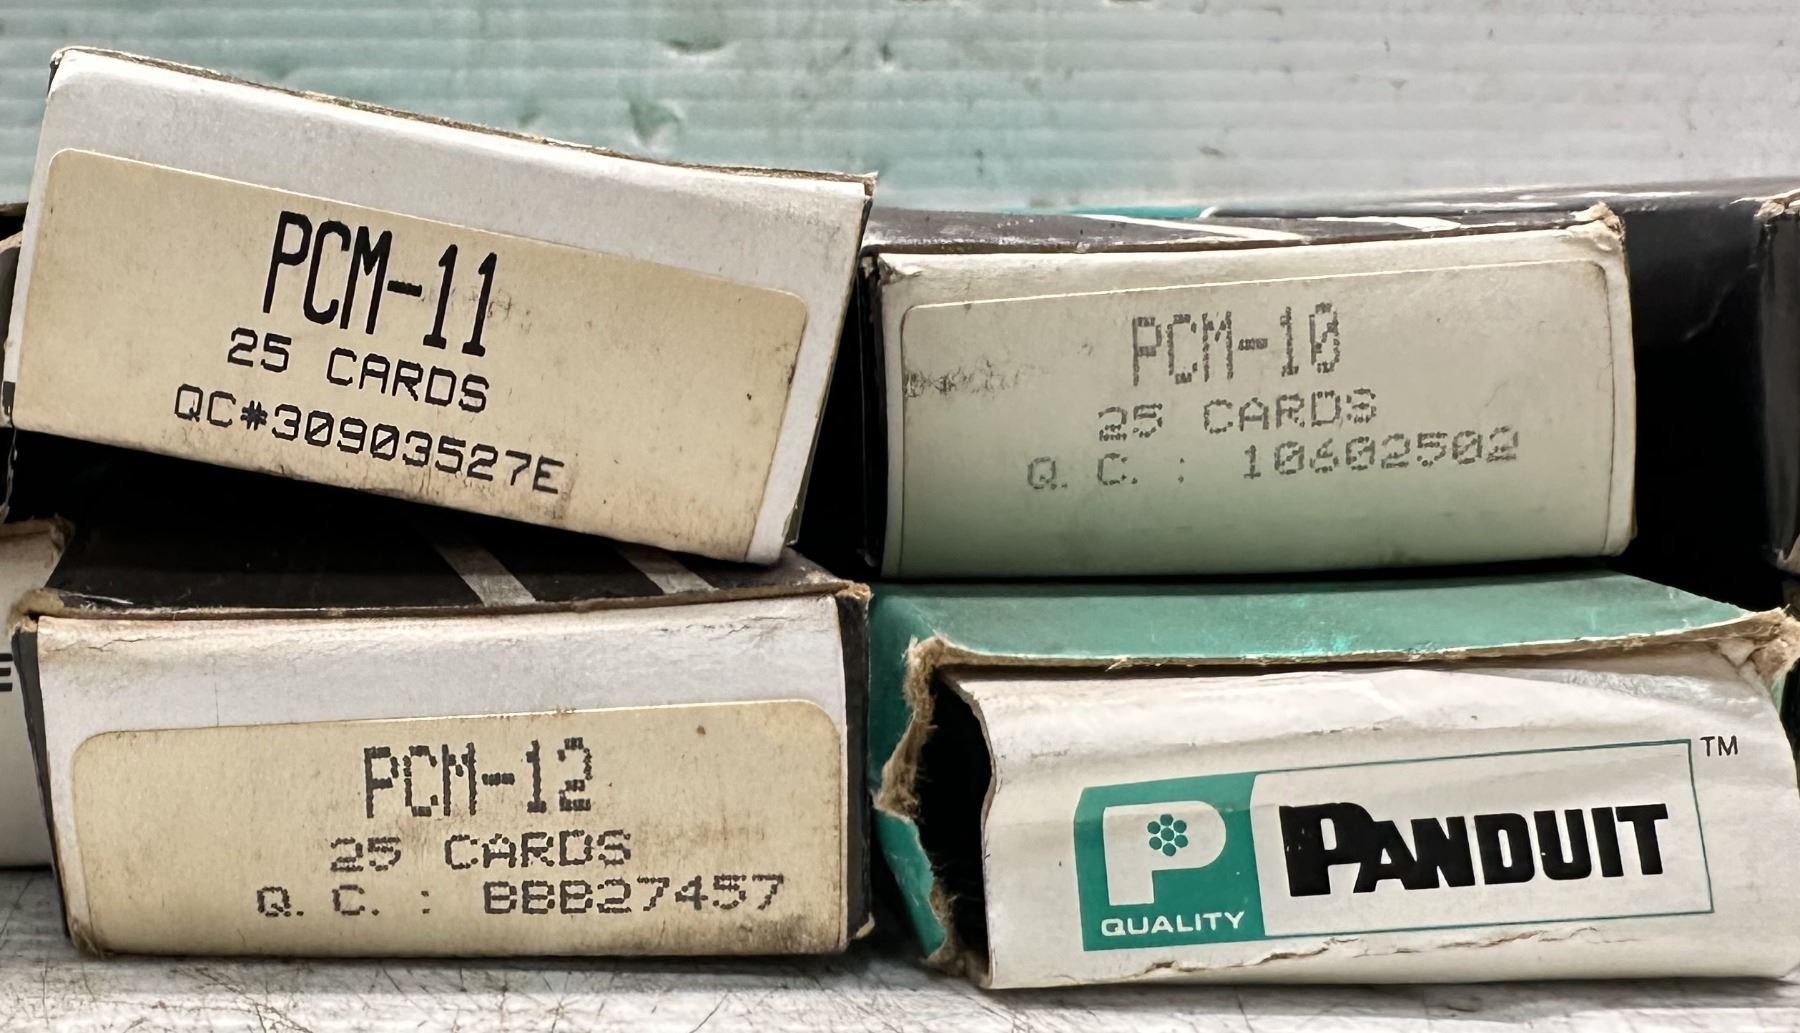 PCM-11
25 CARDS
QC#30903527E
PCM-10
25 CARDS
Q. C. : 10602502
PCM-12
25 CARDS
Q. C. : BBB27457
E
P
QUALITY
PANDUIT
TM